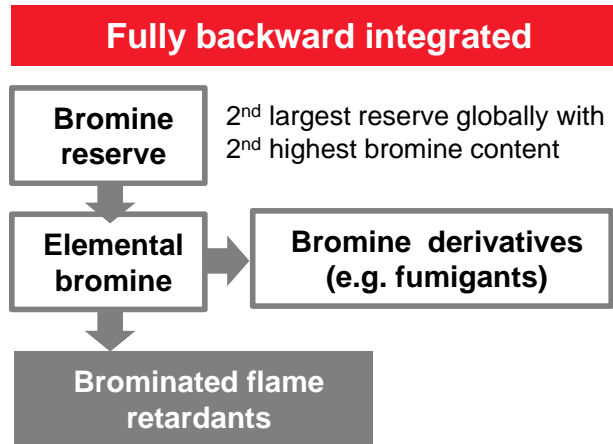 Fully backward integrated
Bromine
reserve
2nd largest reserve globally with
2nd highest bromine content
Elemental
bromine
Bromine derivatives
(e.g. fumigants)
Brominated flame
retardants